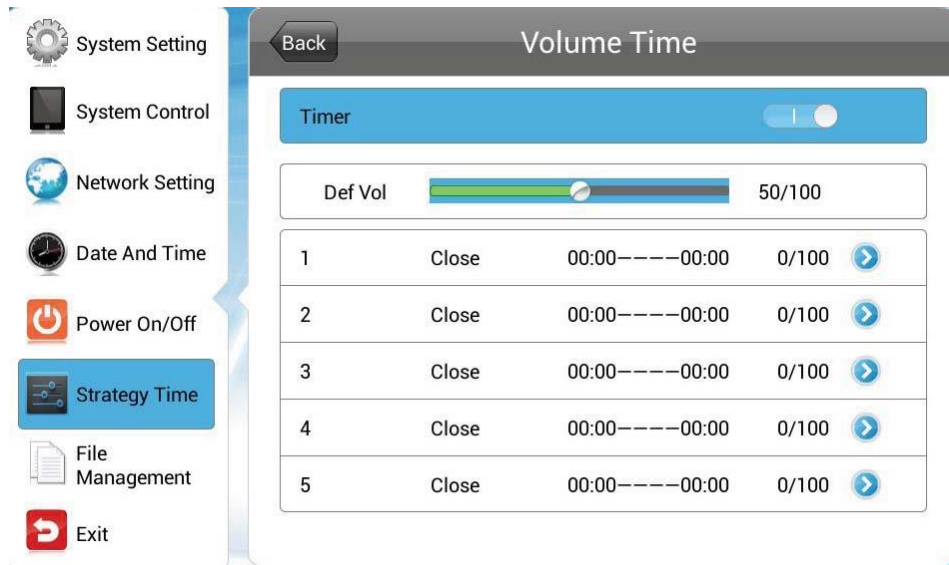 System Setting
System Control
Network Setting
Date And Time
Power On/Off
Strategy Time
File
Management
Exit
Back
Volume Time
Timer
Def Vol 50/100
1 Close 00:00————00:00 0/100
2 Close 00:00————00:00 0/100
3 Close 00:00————00:00 0/100
4 Close 00:00————00:00 0/100
5 Close 00:00————00:00 0/100